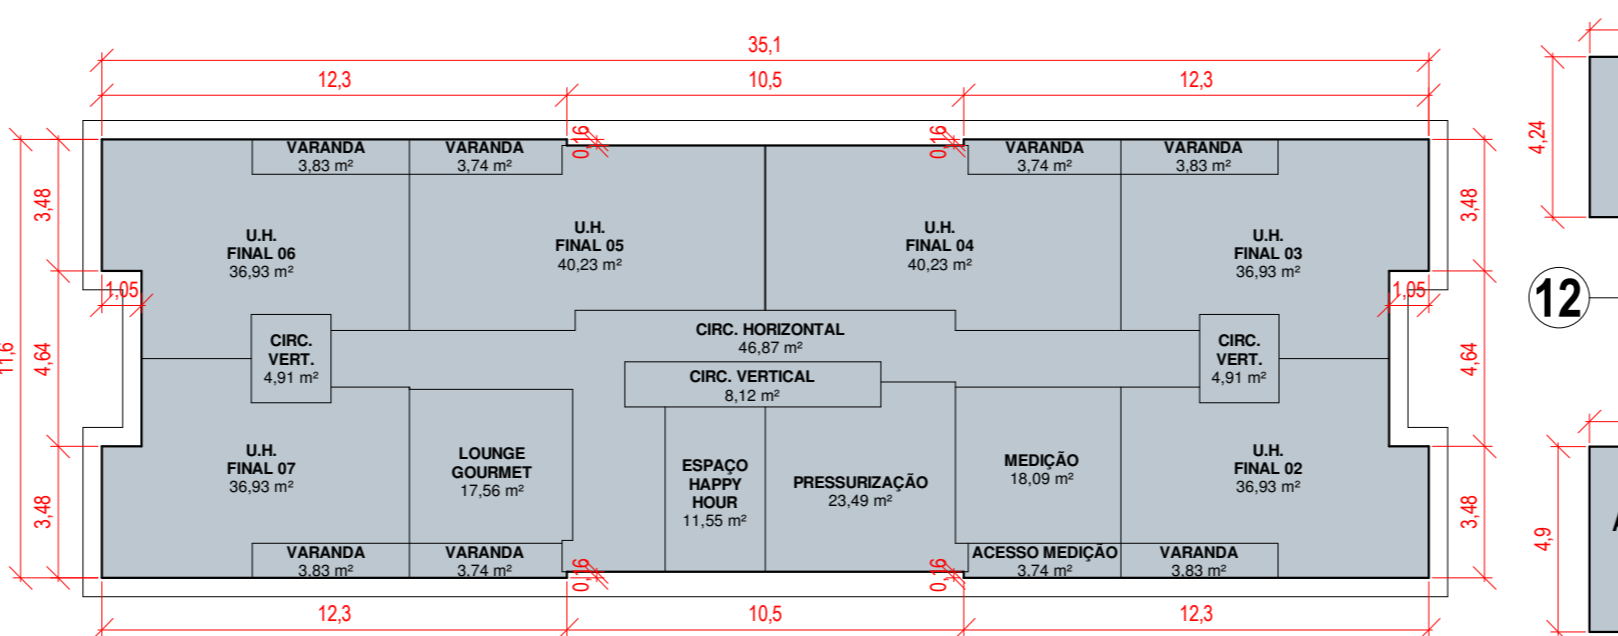 35,1
12,3
10,5
12,3
0,16
0,16
VARANDA
3,83 m²
VARANDA
3,74 m²
VARANDA
3,74 m²
VARANDA
3,83 m²
4,24
3,48
3,48
U.H.
FINAL 06
36,93 m²
U.H.
FINAL 05
40,23 m²
U.H.
FINAL 04
40,23 m²
U.H.
FINAL 03
36,93 m²
1,05
1,05
12
11,6
4,64
4,64
CIRC.
VERT.
4,91 m²
CIRC. HORIZONTAL
46,87 m²
CIRC. VERTICAL
8,12 m²
CIRC.
VERT.
4,91 m²
U.H.
FINAL 07
36,93 m²
LOUNGE
GOURMET
17,56 m²
ESPAÇO
HAPPY
HOUR
11,55 m²
PRESSURIZAÇÃO
23,49 m²
MEDIÇÃO
18,09 m²
U.H.
FINAL 02
36,93 m²
3,48
3,48
4,9
VARANDA
3,83 m²
VARANDA
3,74 m²
0,16
0,16
ACESSO MEDIÇÃO
3,74 m²
VARANDA
3,83 m²
12,3
10,5
12,3